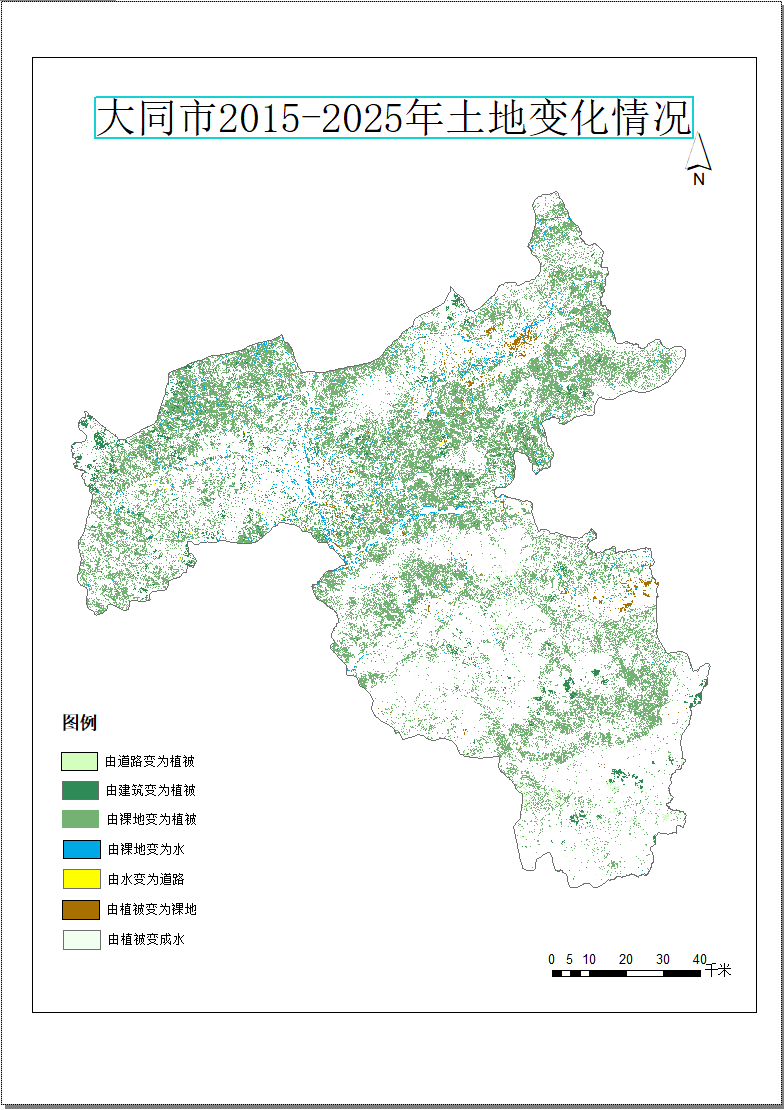 大同市2015-2025年土地变化情况
N
图例
由道路变为植被
由建筑变为植被
由裸地变为植被
由裸地变为水
由水变为道路
由植被变为裸地
由植被变成水
0 5 10 20 30 40
千米